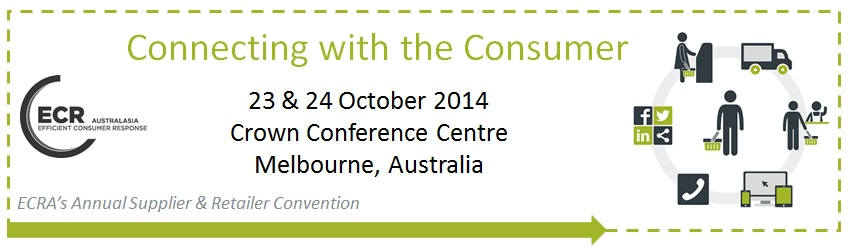 Connecting with the Consumer
23 & 24 October 2014
Crown Conference Centre
Melbourne, Australia
ECR AUSTRALASIA
EFFICIENT CONSUMER RESPONSE
ECRA's Annual Supplier & Retailer Convention
f
in